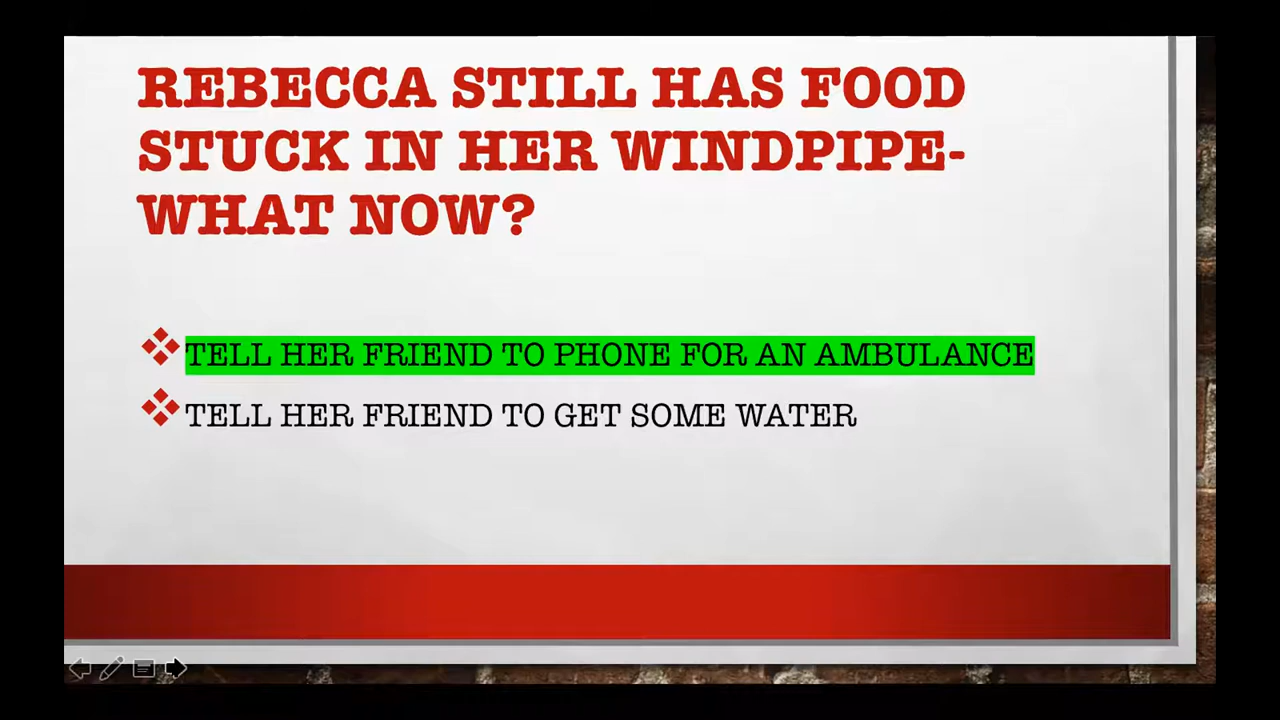 REBECCA STILL HAS FOOD
STUCK IN HER WINDPIPE-
WHAT NOW?
TELL HER FRIEND TO PHONE FOR AN AMBULANCE
TELL HER FRIEND TO GET SOME WATER